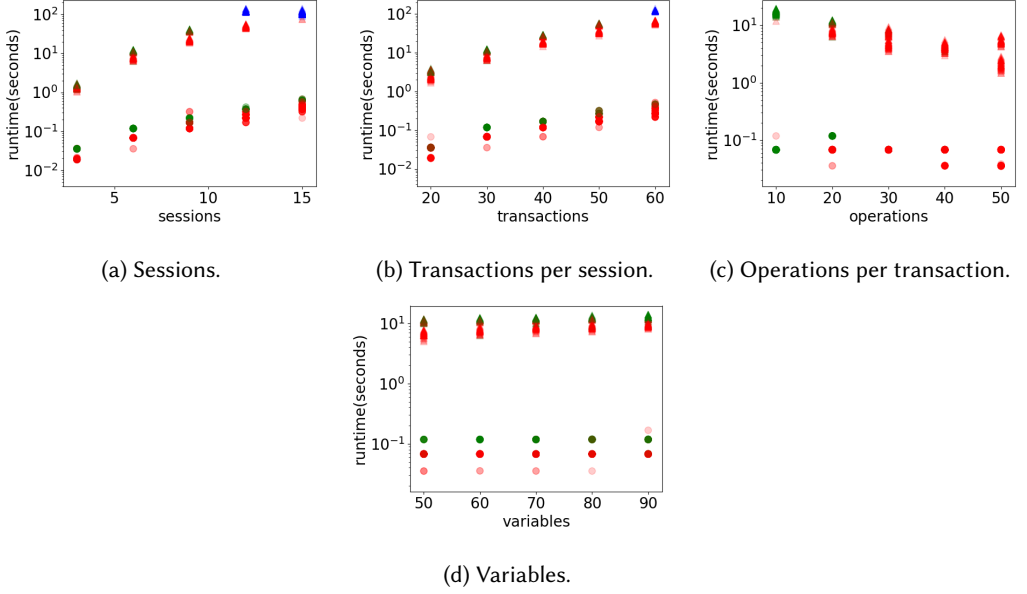 10²
10¹
10⁰
10⁻¹
10⁻²
runtime(seconds)
5 10 15
sessions
(a) Sessions.
10²
10¹
10⁰
10⁻¹
10⁻²
runtime(seconds)
20 30 40 50 60
transactions
(b) Transactions per session.
10¹
10⁰
10⁻¹
runtime(seconds)
10 20 30 40 50
operations
(c) Operations per transaction.
10¹
10⁰
10⁻¹
runtime(seconds)
50 60 70 80 90
variables
(d) Variables.